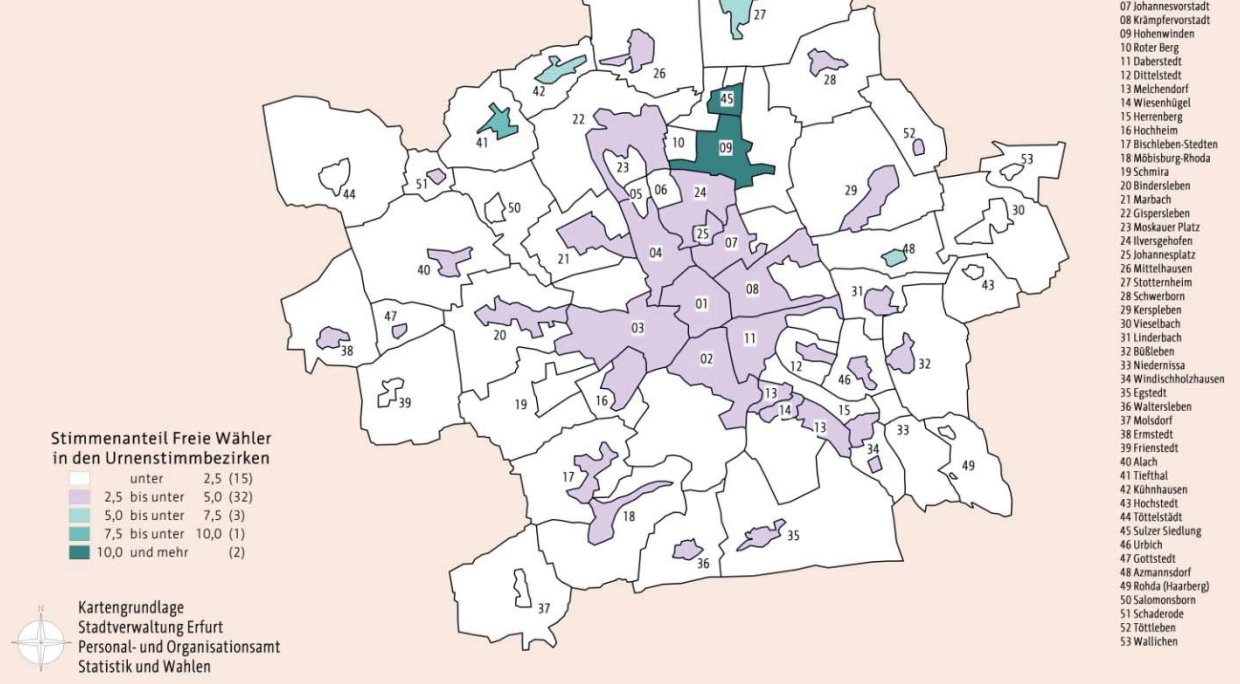 27
26
28
42
45
22
41
10
09
52
53
23
51
44
05
06
24
29
50
30
25
07
04
21
48
40
43
08
31
01
47
03
20
11
38
02
12
32
46
39
19
16
13
14
15
13
33
34
49
17
18
35
36
37
Stimmenanteil Freie Wähler
in den Urnenstimmbezirken
unter 2,5 (15)
2,5 bis unter 5,0 (32)
5,0 bis unter 7,5 (3)
7,5 bis unter 10,0 (1)
10,0 und mehr (2)
N
Kartengrundlage
Stadtverwaltung Erfurt
Personal- und Organisationsamt
Statistik und Wahlen
07 Johannesvorstadt
08 Krämpfervorstadt
09 Hohenwinden
10 Roter Berg
11 Daberstedt
12 Dittelstedt
13 Melchendorf
14 Wiesenhügel
15 Herrenberg
16 Hochheim
17 Bischleben-Stedten
18 Möbisburg-Rhoda
19 Schmira
20 Bindersleben
21 Marbach
22 Gispersleben
23 Moskauer Platz
24 Ilversgehofen
25 Johannesplatz
26 Mittelhausen
27 Stotternheim
28 Schwerborn
29 Kerspleben
30 Vieselbach
31 Linderbach
32 Büßleben
33 Niedernissa
34 Windischholzhausen
35 Egstedt
36 Waltersleben
37 Molsdorf
38 Ermstedt
39 Frienstedt
40 Alach
41 Tiefthal
42 Kühnhausen
43 Hochstedt
44 Töttelstädt
45 Sulzer Siedlung
46 Urbich
47 Gottstedt
48 Azmannsdorf
49 Rohda (Haarberg)
50 Salomonsborn
51 Schaderode
52 Töttleben
53 Wallichen